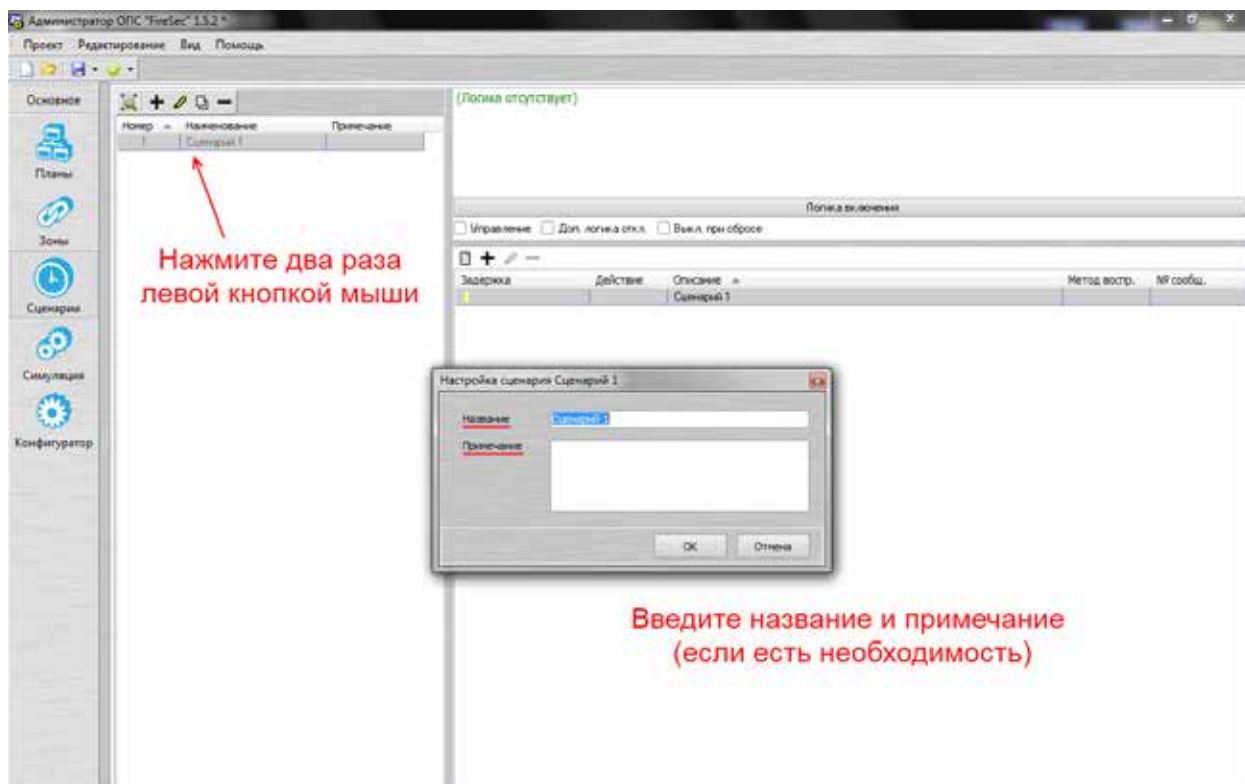 Администратор ОПС "FireSec" 1.5.2 *
Проект Редактирование Вид Помощь
Основное
Планы
Зоны
Сценарии
Симуляция
Конфигуратор
Номер Наименование Примечание
1 Сценарий 1
Нажмите два раза
левой кнопкой мыши
(Логика отсутствует)
Логика включения
Управление Доп. логика откл. Выкл. при сбросе
Задержка Действие Описание Метод воспр. № сообщ.
Сценарий 1
Настройка сценария Сценарий 1
Название Сценарий 1
Примечание
OK Отмена
Введите название и примечание
(если есть необходимость)